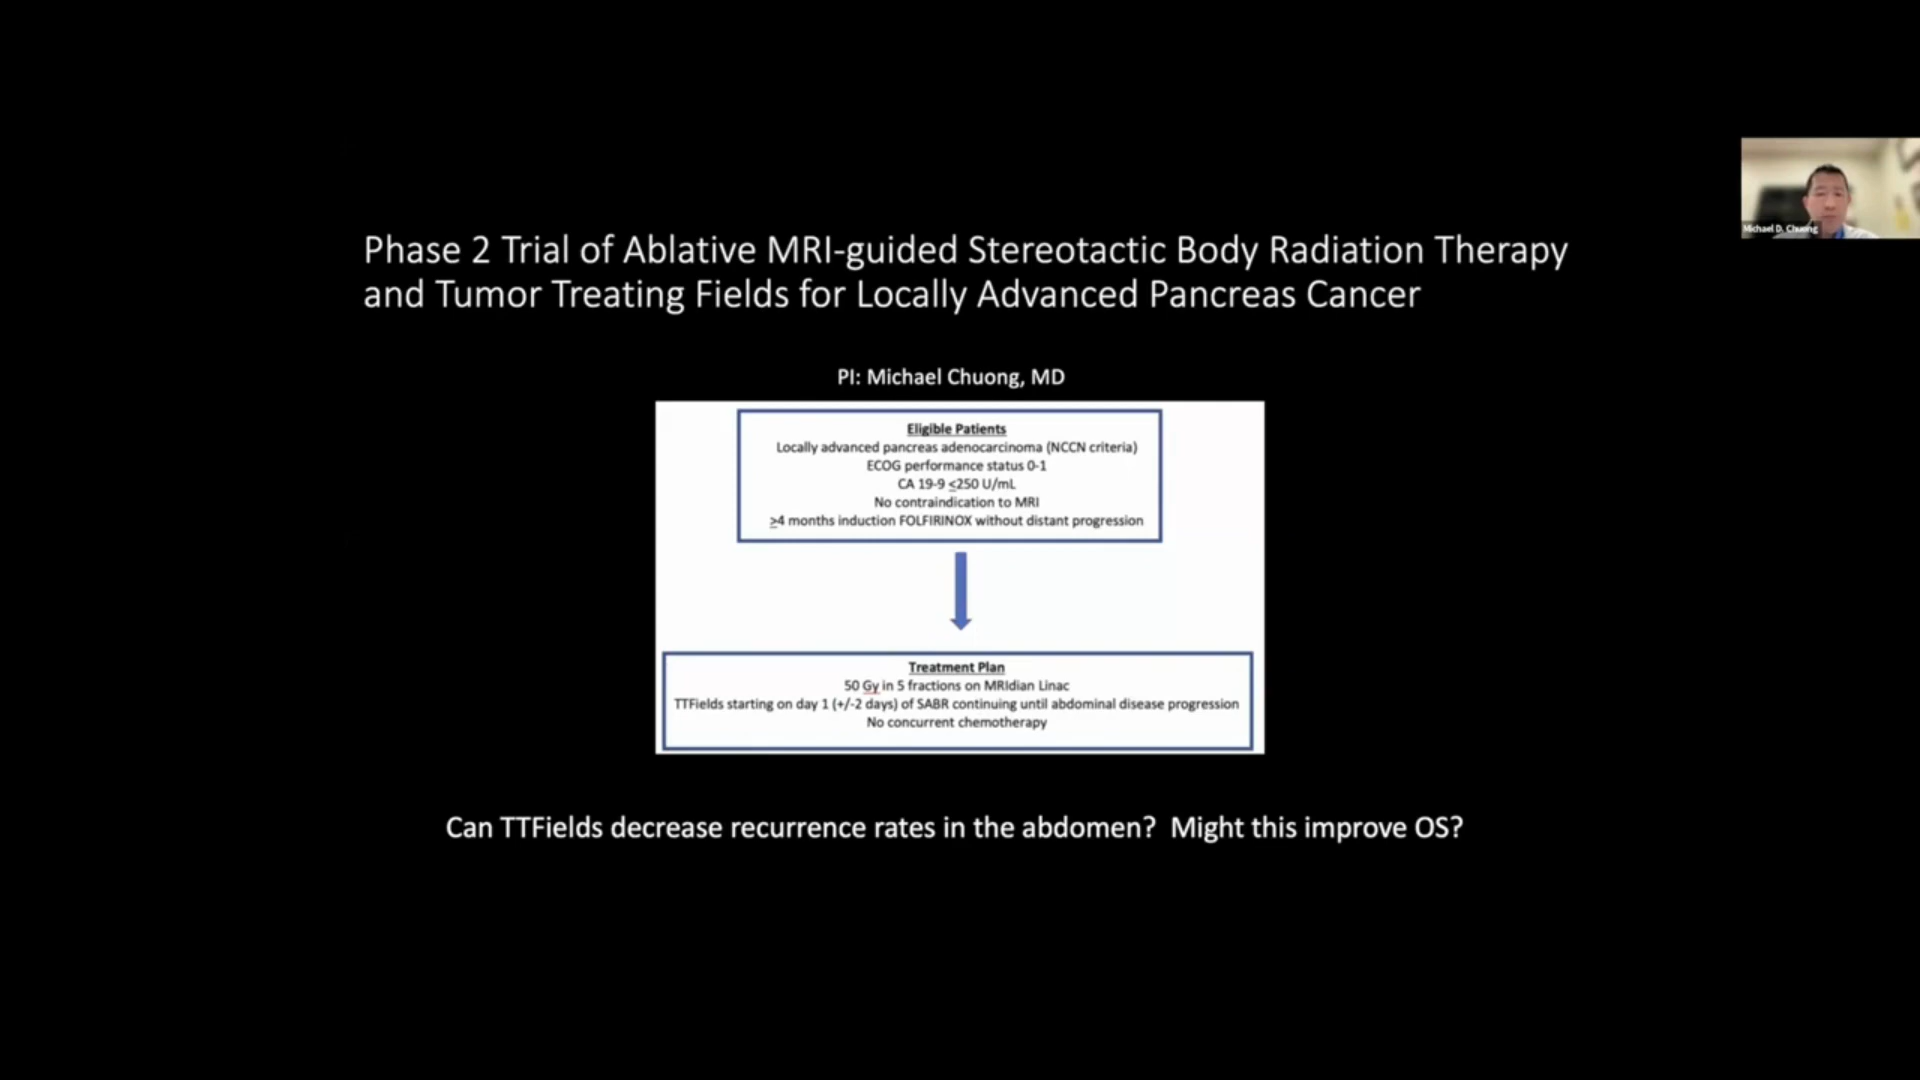 Phase 2 Trial of Ablative MRI-guided Stereotactic Body Radiation Therapy
and Tumor Treating Fields for Locally Advanced Pancreas Cancer
Michael D. Chuong
PI: Michael Chuong, MD
Eligible Patients
Locally advanced pancreas adenocarcinoma (NCCN criteria)
ECOG performance status 0-1
CA 19-9 ≤250 U/mL
No contraindication to MRI
≥4 months induction FOLFIRINOX without distant progression
Treatment Plan
50 Gy in 5 fractions on MRIdian Linac
TTFields starting on day 1 (+/-2 days) of SABR continuing until abdominal disease progression
No concurrent chemotherapy
Can TTFields decrease recurrence rates in the abdomen? Might this improve OS?